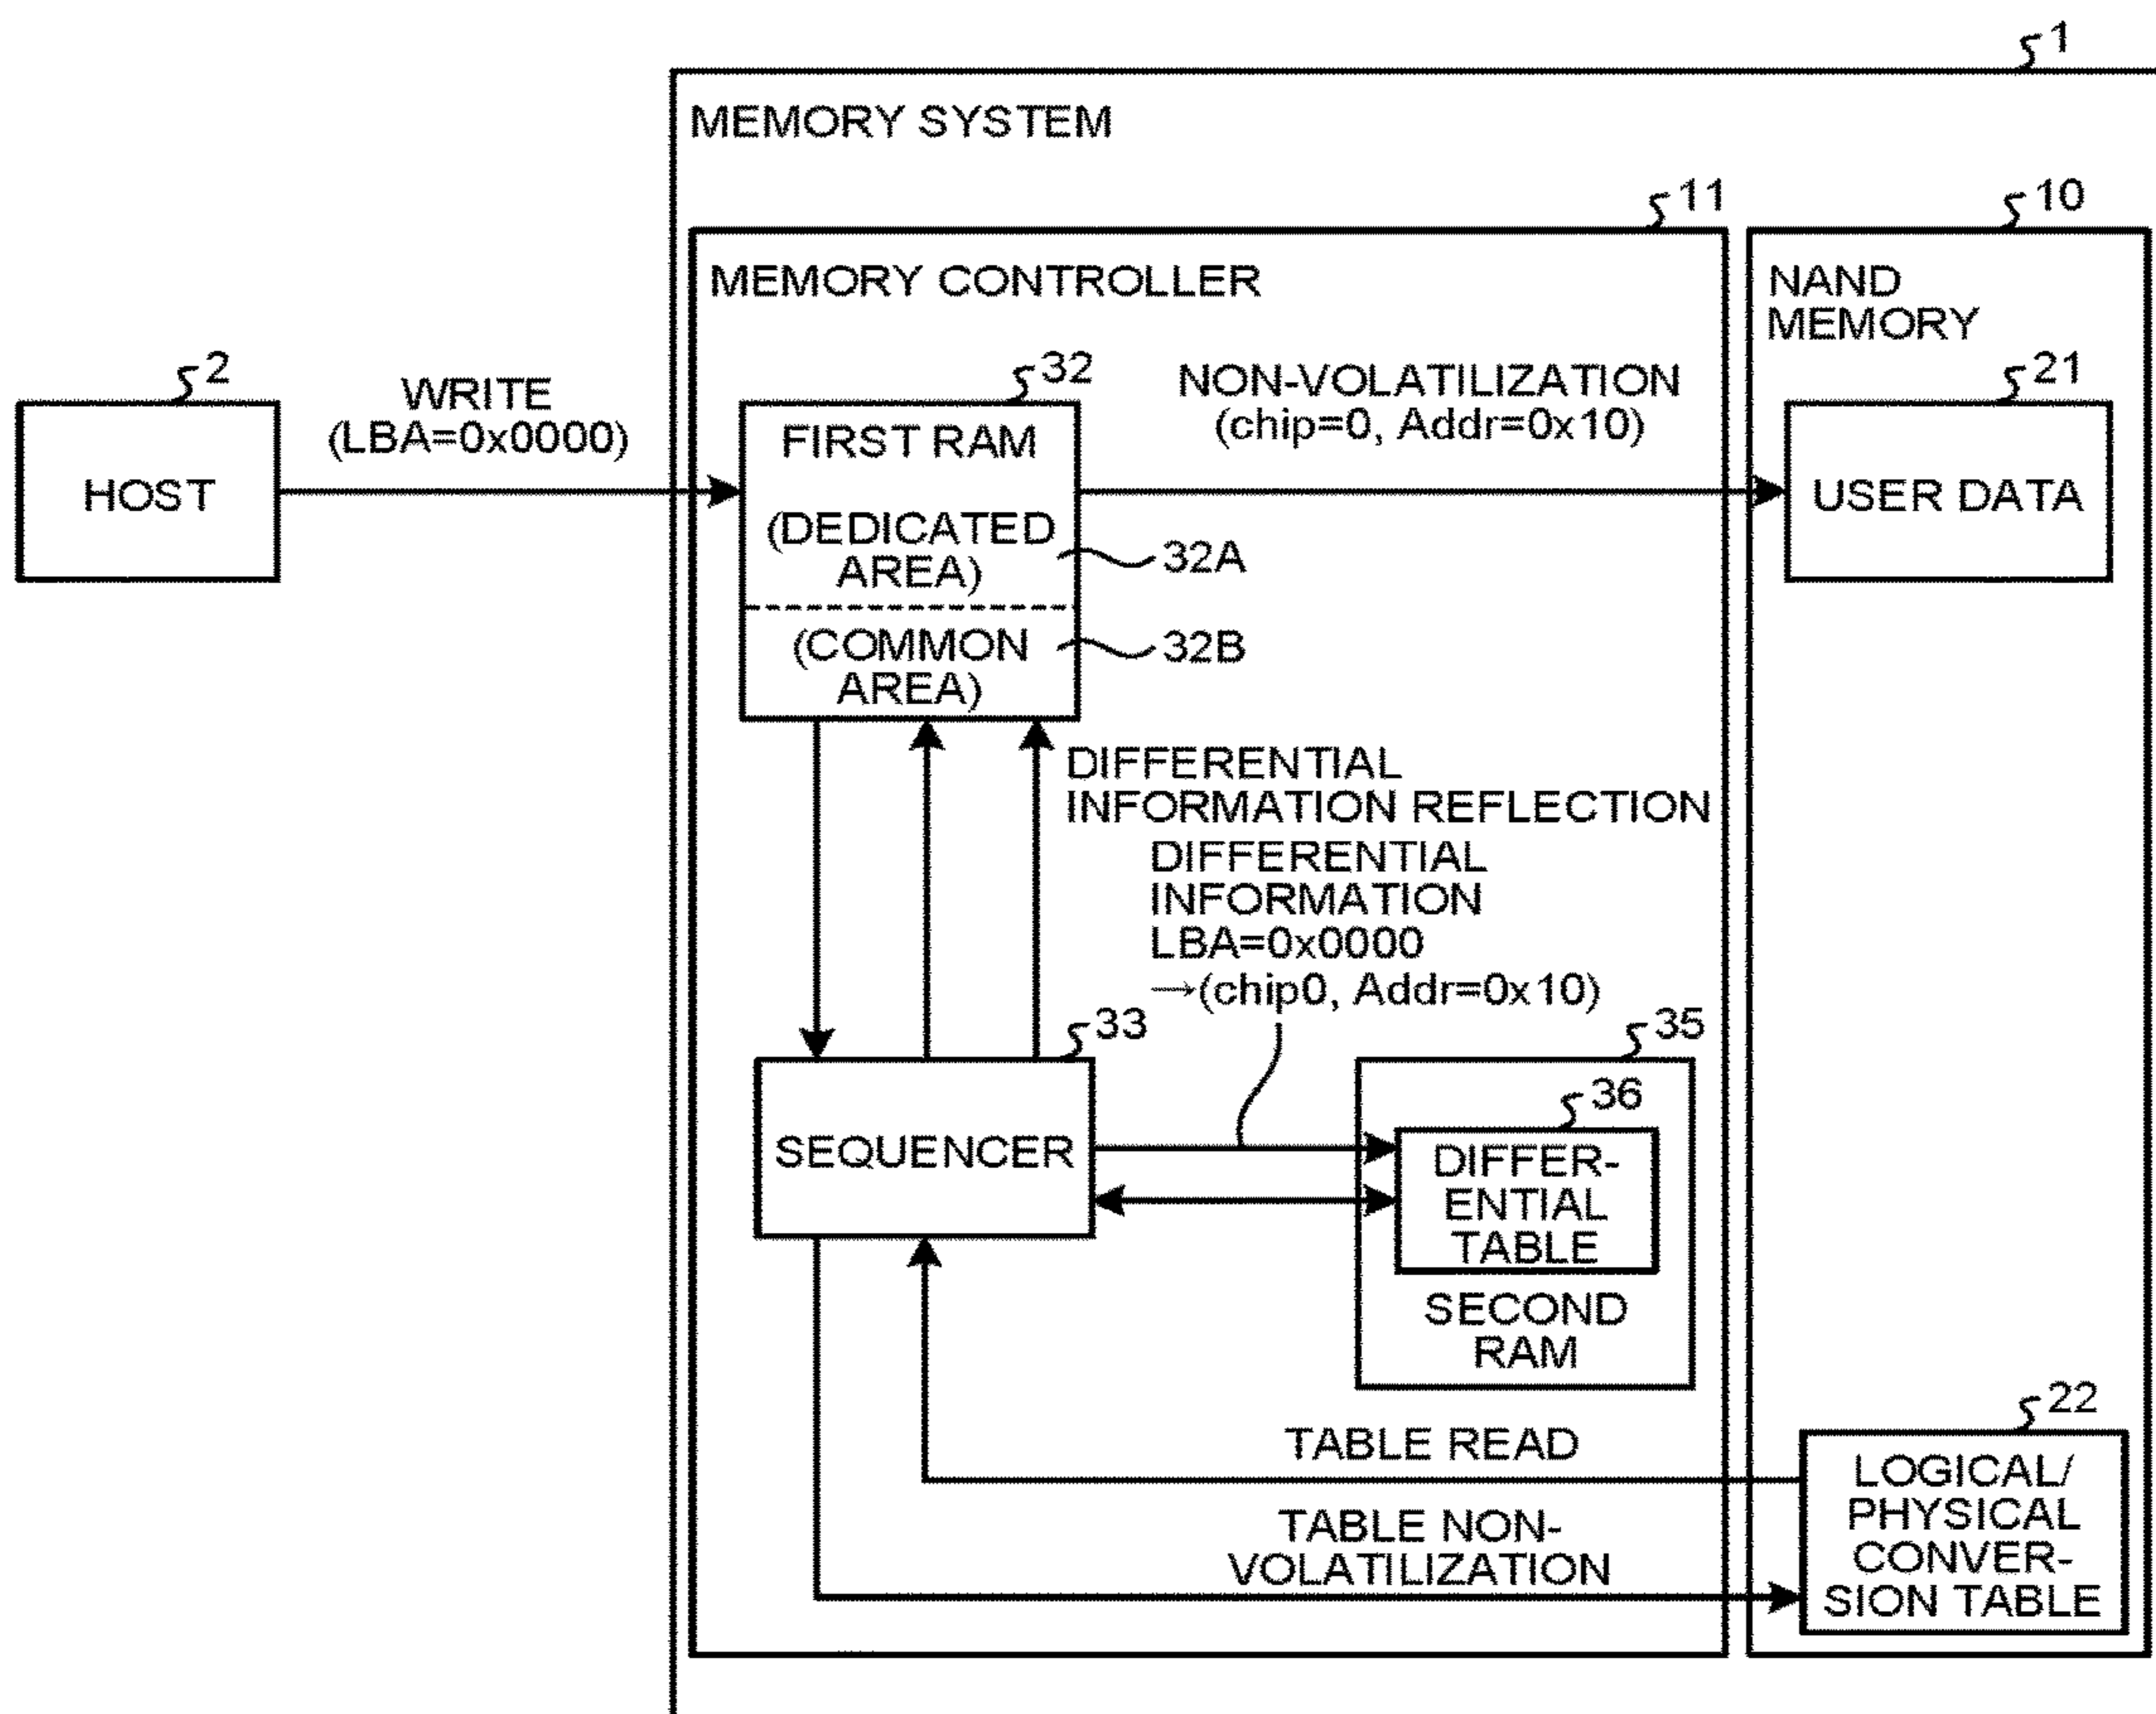 1
MEMORY SYSTEM
11
10
MEMORY CONTROLLER
NAND
MEMORY
2
WRITE
(LBA=0x0000)
HOST
32
FIRST RAM
(DEDICATED
AREA)
32A
(COMMON
AREA)
32B
NON-VOLATILIZATION
(chip=0, Addr=0x10)
21
USER DATA
DIFFERENTIAL
INFORMATION REFLECTION
DIFFERENTIAL
INFORMATION
LBA=0x0000
→(chip0, Addr=0x10)
33
SEQUENCER
35
36
DIFFER-
ENTIAL
TABLE
SECOND
RAM
TABLE READ
TABLE NON-
VOLATILIZATION
22
LOGICAL/
PHYSICAL
CONVER-
SION TABLE